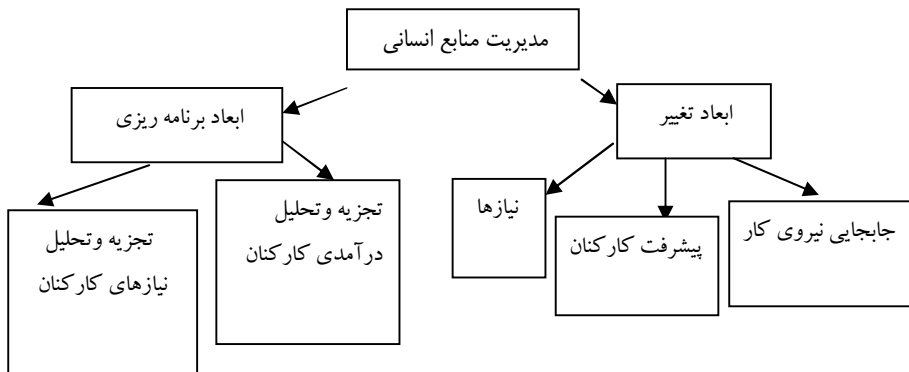 مدیریت منابع انسانی
ابعاد تغییر
ابعاد برنامه ریزی
جابجایی نیروی کار
پیشرفت کارکنان
نیازها
تجزیه وتحلیل
درآمدی کارکنان
تجزیه وتحلیل
نیازهای کارکنان